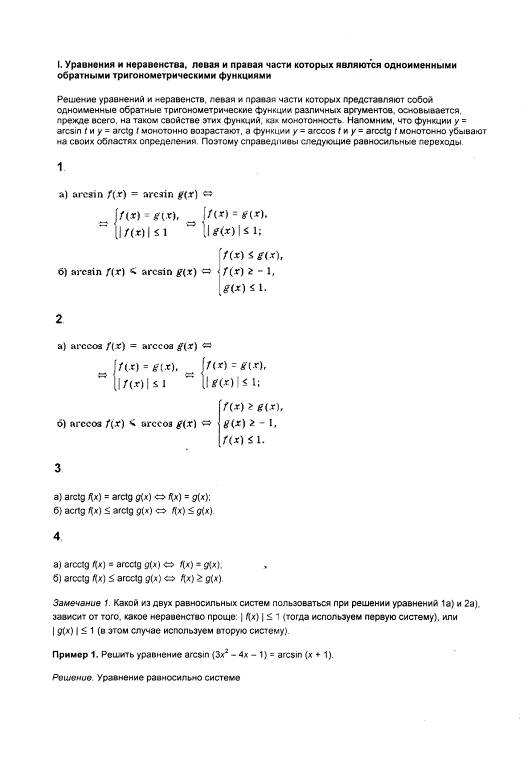 I. Уравнения и неравенства, левая и правая части которых являются одноименными
обратными тригонометрическими функциями
Решение уравнений и неравенств, левая и правая части которых представляют собой
одноименные обратные тригонометрические функции различных аргументов, основывается,
прежде всего, на таком свойстве этих функций, как монотонность. Напомним, что функции y =
arcsin t и y = arctg t монотонно возрастают, а функции y = arccos t и y = arcctg t монотонно убывают
на своих областях определения. Поэтому справедливы следующие равносильные переходы.
1.
а) arcsin f(x) = arcsin g(x) ⇔
⇔ { f(x) = g(x), ⇔ { f(x) = g(x),
| f(x) | ≤ 1 | g(x) | ≤ 1;
f(x) ≤ g(x),
б) arcsin f(x) ≤ arcsin g(x) ⇔ { f(x) ≥ - 1,
g(x) ≤ 1.
2.
а) arccos f(x) = arccos g(x) ⇔
⇔ { f(x) = g(x), ⇔ { f(x) = g(x),
| f(x) | ≤ 1 | g(x) | ≤ 1;
f(x) ≥ g(x),
б) arccos f(x) ≤ arccos g(x) ⇔ { g(x) ≥ - 1,
f(x) ≤ 1.
3.
а) arctg f(x) = arctg g(x) ⇔ f(x) = g(x);
б) acrtg f(x) ≤ arctg g(x) ⇔ f(x) ≤ g(x).
4.
а) arcctg f(x) = arcctg g(x) ⇔ f(x) = g(x);
б) arcctg f(x) ≤ arcctg g(x) ⇔ f(x) ≥ g(x).
Замечание 1. Какой из двух равносильных систем пользоваться при решении уравнений 1а) и 2а),
зависит от того, какое неравенство проще: | f(x) | ≤ 1 (тогда используем первую систему), или
| g(x) | ≤ 1 (в этом случае используем вторую систему).
Пример 1. Решить уравнение arcsin (3x² – 4x – 1) = arcsin (x + 1).
Решение. Уравнение равносильно системе